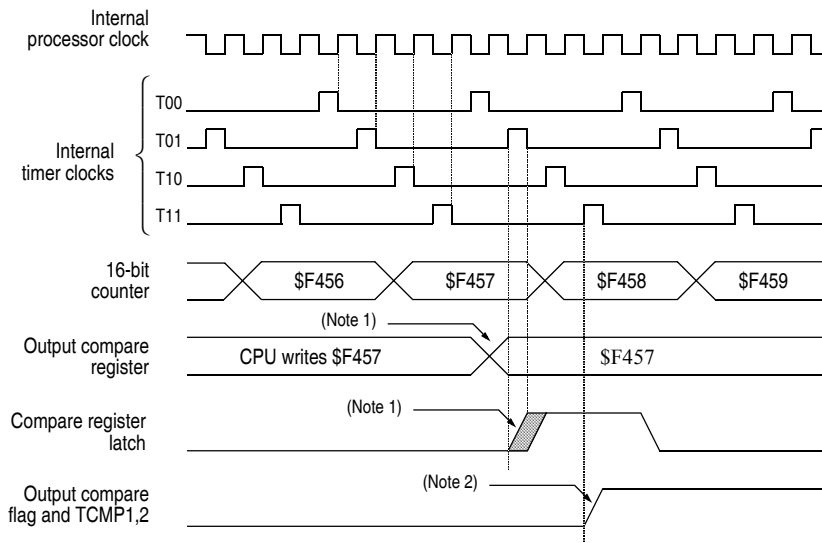 Internal
processor clock
T00
T01
Internal
timer clocks
T10
T11
16-bit
counter
$F456
$F457
$F458
$F459
(Note 1)
Output compare
register
CPU writes $F457
$F457
(Note 1)
Compare register
latch
(Note 2)
Output compare
flag and TCMP1,2